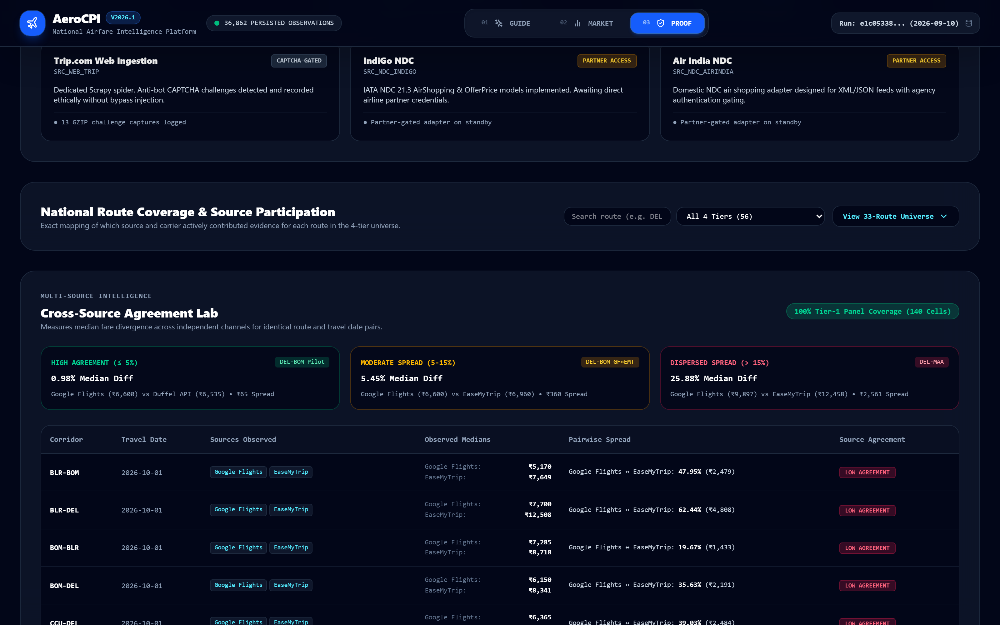 AeroCPI V2026.1
National Airfare Intelligence Platform
36,862 PERSISTED OBSERVATIONS
01 GUIDE
02 MARKET
03 PROOF
Run: e1c05338... (2026-09-10)
Trip.com Web Ingestion
CAPTCHA-GATED
SRC_WEB_TRIP
Dedicated Scrapy spider. Anti-bot CAPTCHA challenges detected and recorded
ethically without bypass injection.
● 13 GZIP challenge captures logged
IndiGo NDC
PARTNER ACCESS
SRC_NDC_INDIGO
IATA NDC 21.3 AirShopping & OfferPrice models implemented. Awaiting direct
airline partner credentials.
● Partner-gated adapter on standby
Air India NDC
PARTNER ACCESS
SRC_NDC_AIRINDIA
Domestic NDC air shopping adapter designed for XML/JSON feeds with agency
authentication gating.
● Partner-gated adapter on standby
National Route Coverage & Source Participation
Exact mapping of which source and carrier actively contributed evidence for each route in the 4-tier universe.
Search route (e.g. DEL
All 4 Tiers (56)
View 33-Route Universe
MULTI-SOURCE INTELLIGENCE
Cross-Source Agreement Lab
Measures median fare divergence across independent channels for identical route and travel date pairs.
100% Tier-1 Panel Coverage (140 Cells)
HIGH AGREEMENT (≤ 5%)
DEL-BOM Pilot
0.98% Median Diff
Google Flights (₹6,600) vs Duffel API (₹6,535) • ₹65 Spread
MODERATE SPREAD (5-15%)
DEL-BOM GF↔EMT
5.45% Median Diff
Google Flights (₹6,600) vs EaseMyTrip (₹6,960) • ₹360 Spread
DISPERSED SPREAD (> 15%)
DEL-MAA
25.88% Median Diff
Google Flights (₹9,897) vs EaseMyTrip (₹12,458) • ₹2,561 Spread
Corridor Travel Date Sources Observed Observed Medians Pairwise Spread Source Agreement
BLR-BOM 2026-10-01 Google Flights EaseMyTrip
Google Flights: ₹5,170
EaseMyTrip: ₹7,649
Google Flights ↔ EaseMyTrip: 47.95% (₹2,479)
LOW AGREEMENT
BLR-DEL 2026-10-01 Google Flights EaseMyTrip
Google Flights: ₹7,700
EaseMyTrip: ₹12,508
Google Flights ↔ EaseMyTrip: 62.44% (₹4,808)
LOW AGREEMENT
BOM-BLR 2026-10-01 Google Flights EaseMyTrip
Google Flights: ₹7,285
EaseMyTrip: ₹8,718
Google Flights ↔ EaseMyTrip: 19.67% (₹1,433)
LOW AGREEMENT
BOM-DEL 2026-10-01 Google Flights EaseMyTrip
Google Flights: ₹6,150
EaseMyTrip: ₹8,341
Google Flights ↔ EaseMyTrip: 35.63% (₹2,191)
LOW AGREEMENT
CCU-DEL 2026-10-01 Google Flights EaseMyTrip
Google Flights: ₹6,365
Google Flights ↔ EaseMyTrip: 39.03% (₹2,484)
LOW AGREEMENT